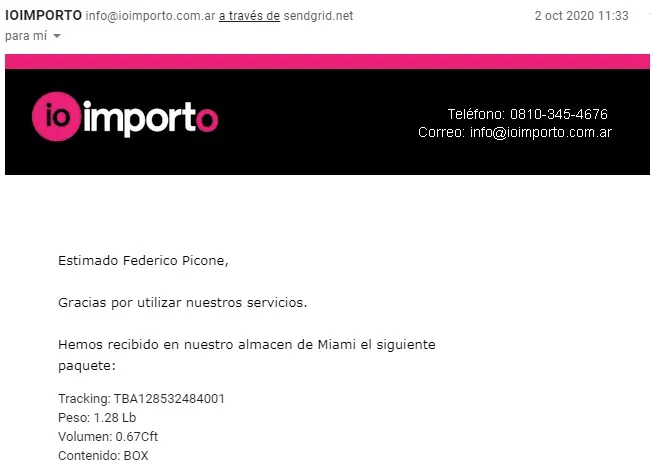 IOIMPORTO info@ioimporto.com.ar a través de sendgrid.net 2 oct 2020 11:33
para mí
io importo
Teléfono: 0810-345-4676
Correo: info@ioimporto.com.ar
Estimado Federico Picone,
Gracias por utilizar nuestros servicios.
Hemos recibido en nuestro almacen de Miami el siguiente
paquete:
Tracking: TBA128532484001
Peso: 1.28 Lb
Volumen: 0.67Cft
Contenido: BOX